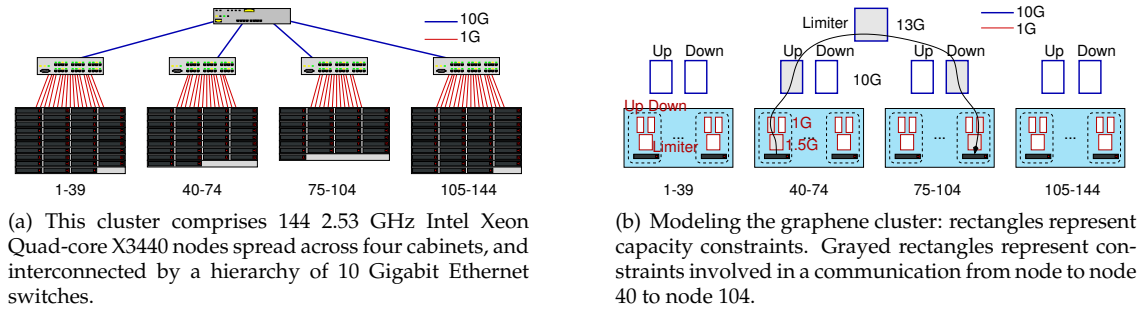 10G
1G
1-39 40-74 75-104 105-144
(a) This cluster comprises 144 2.53 GHz Intel Xeon
Quad-core X3440 nodes spread across four cabinets, and
interconnected by a hierarchy of 10 Gigabit Ethernet
switches.
Limiter 13G 10G
1G
Up Down Up Down Up Down Up Down
10G
Up Down 1G
... ... ... ...
Limiter 1.5G
1-39 40-74 75-104 105-144
(b) Modeling the graphene cluster: rectangles represent
capacity constraints. Grayed rectangles represent con-
straints involved in a communication from node to node
40 to node 104.